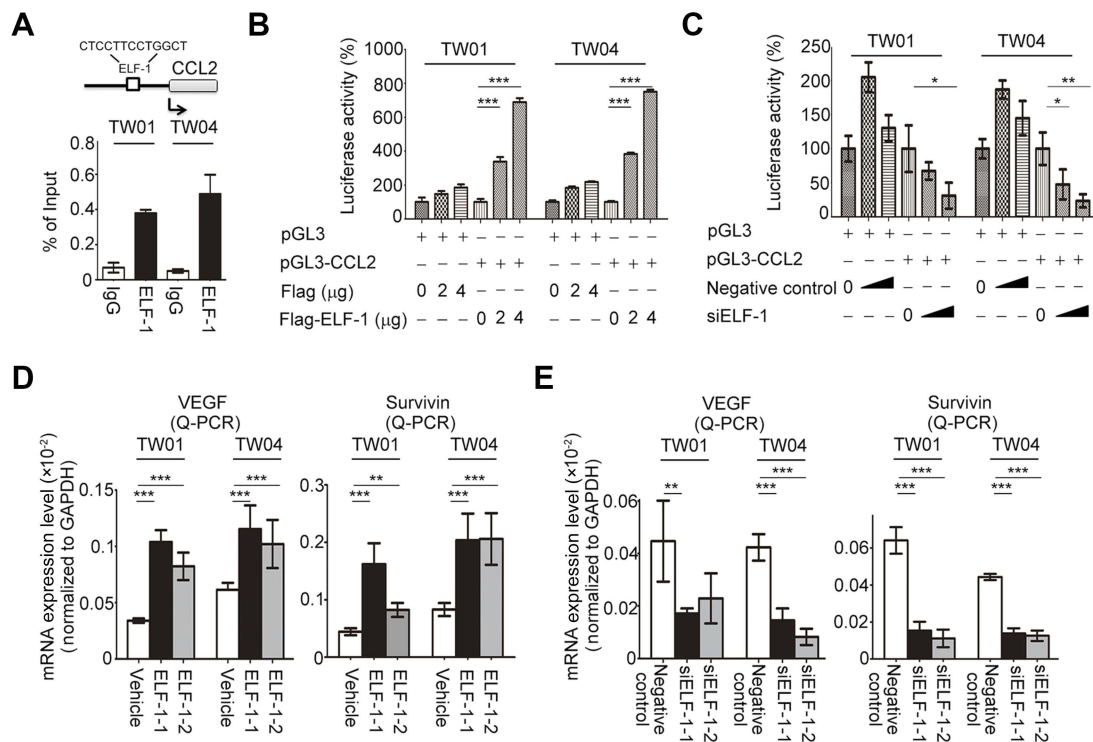 A
CTCCTTCCTGGCT
ELF-1
CCL2
TW01 TW04
% of Input
0.8
0.6
0.4
0.2
0
IgG ELF-1 IgG ELF-1
B
TW01 TW04
Luciferase activity (%)
1000
800
600
400
200
0
*** *** *** ***
pGL3 + + + − − − + + + − − −
pGL3-CCL2 − − − + + + − − − + + +
Flag (μg) 0 2 4 − − − 0 2 4 − − −
Flag-ELF-1 (μg) − − − 0 2 4 − − − 0 2 4
C
TW01 TW04
Luciferase activity (%)
250
200
150
100
50
0
* ** *
pGL3 + + + − − − + + + − − −
pGL3-CCL2 − − − + + + − − − + + +
Negative control 0 − − − 0 − − −
siELF-1 − − − 0 − − − 0
D
VEGF
(Q-PCR)
TW01 TW04
mRNA expression level (×10⁻²)
(normalized to GAPDH)
0.15
0.1
0.05
0
*** *** *** ***
Vehicle ELF-1-1 ELF-1-2 Vehicle ELF-1-1 ELF-1-2
Survivin
(Q-PCR)
TW01 TW04
0.3
0.2
0.1
0
** *** *** ***
Vehicle ELF-1-1 ELF-1-2 Vehicle ELF-1-1 ELF-1-2
E
VEGF
(Q-PCR)
TW01 TW04
mRNA expression level (×10⁻²)
(normalized to GAPDH)
0.06
0.04
0.02
0
** *** ***
Negative control siELF-1-1 siELF-1-2 Negative control siELF-1-1 siELF-1-2
Survivin
(Q-PCR)
TW01 TW04
0.06
0.04
0.02
0
*** *** *** ***
Negative control siELF-1-1 siELF-1-2 Negative control siELF-1-1 siELF-1-2